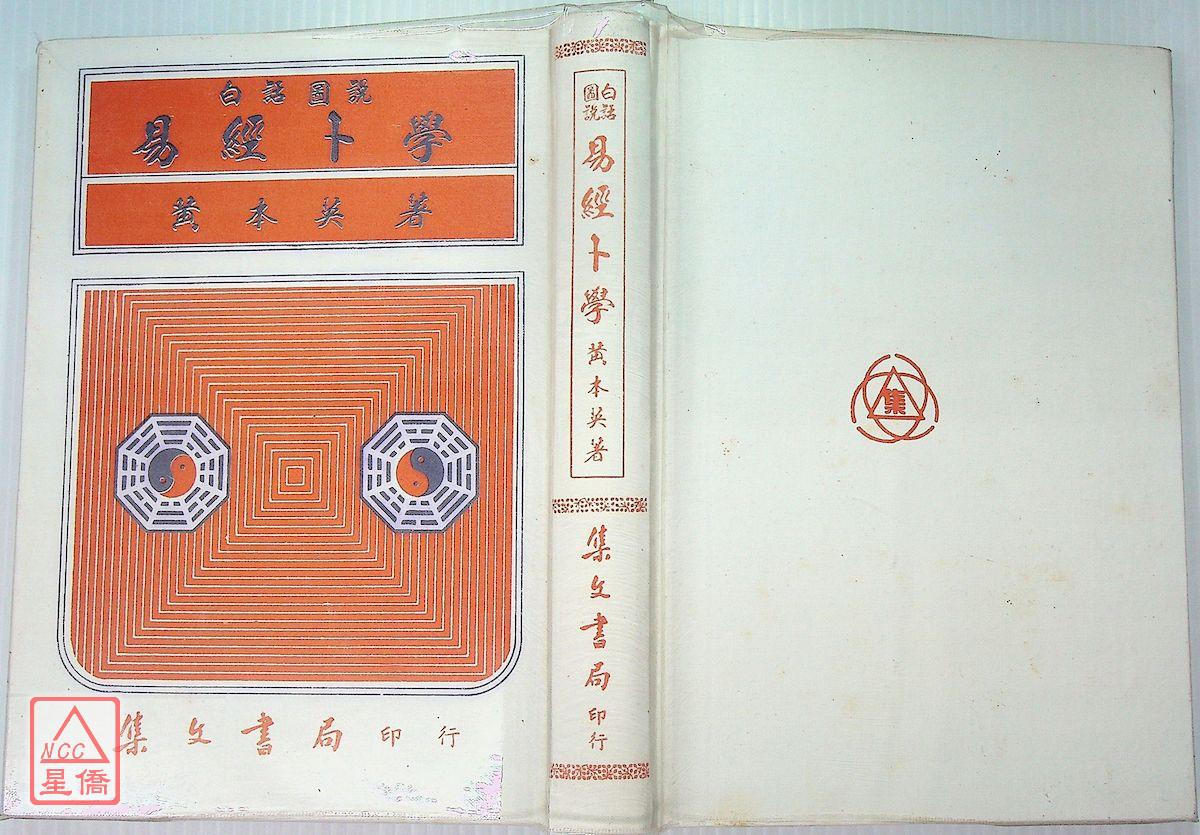 白話圖說
易經卜學
黃本英著
集文書局印行
NCC
星僑
白話
圖說
易經卜學
黃本英著
集文書局
印行
集